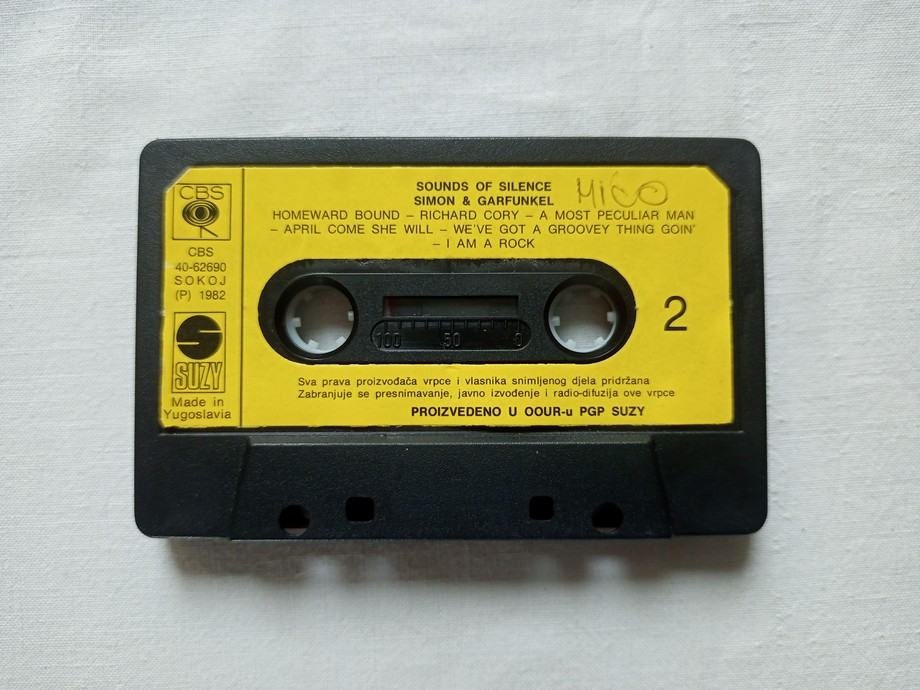 CBS
CBS
40-62690
SOKOJ
(P) 1982
SUZY
Made in
Yugoslavia
SOUNDS OF SILENCE
SIMON & GARFUNKEL
HOMEWARD BOUND – RICHARD CORY – A MOST PECULIAR MAN
– APRIL COME SHE WILL – WE'VE GOT A GROOVEY THING GOIN'
– I AM A ROCK
2
100 50 0
Sva prava proizvođača vrpce i vlasnika snimljenog djela pridržana
Zabranjuje se presnimavanje, javno izvođenje i radio-difuzija ove vrpce
PROIZVEDENO U OOUR-u PGP SUZY